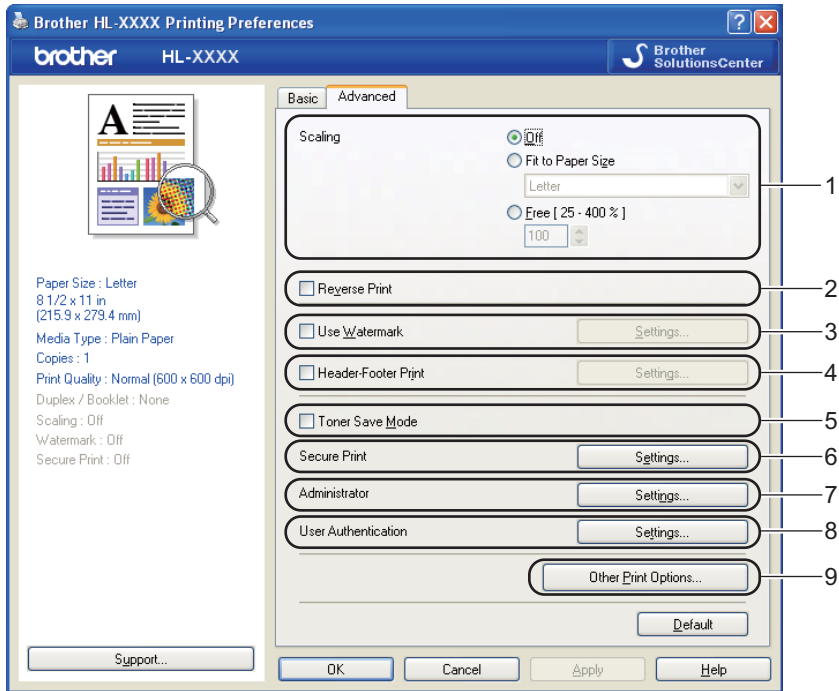 Brother HL-XXXX Printing Preferences
brother HL-XXXX
Brother
SolutionsCenter
A
Paper Size : Letter
8 1/2 x 11 in
(215.9 x 279.4 mm)
Media Type : Plain Paper
Copies : 1
Print Quality : Normal (600 x 600 dpi)
Duplex / Booklet : None
Scaling : Off
Watermark : Off
Secure Print : Off
Support...
Basic Advanced
Scaling Off
Fit to Paper Size
Letter
Free [ 25 - 400 % ]
100
1
Reverse Print 2
Use Watermark Settings... 3
Header-Footer Print Settings... 4
Toner Save Mode 5
Secure Print Settings... 6
Administrator Settings... 7
User Authentication Settings... 8
Other Print Options... 9
Default
OK Cancel Apply Help